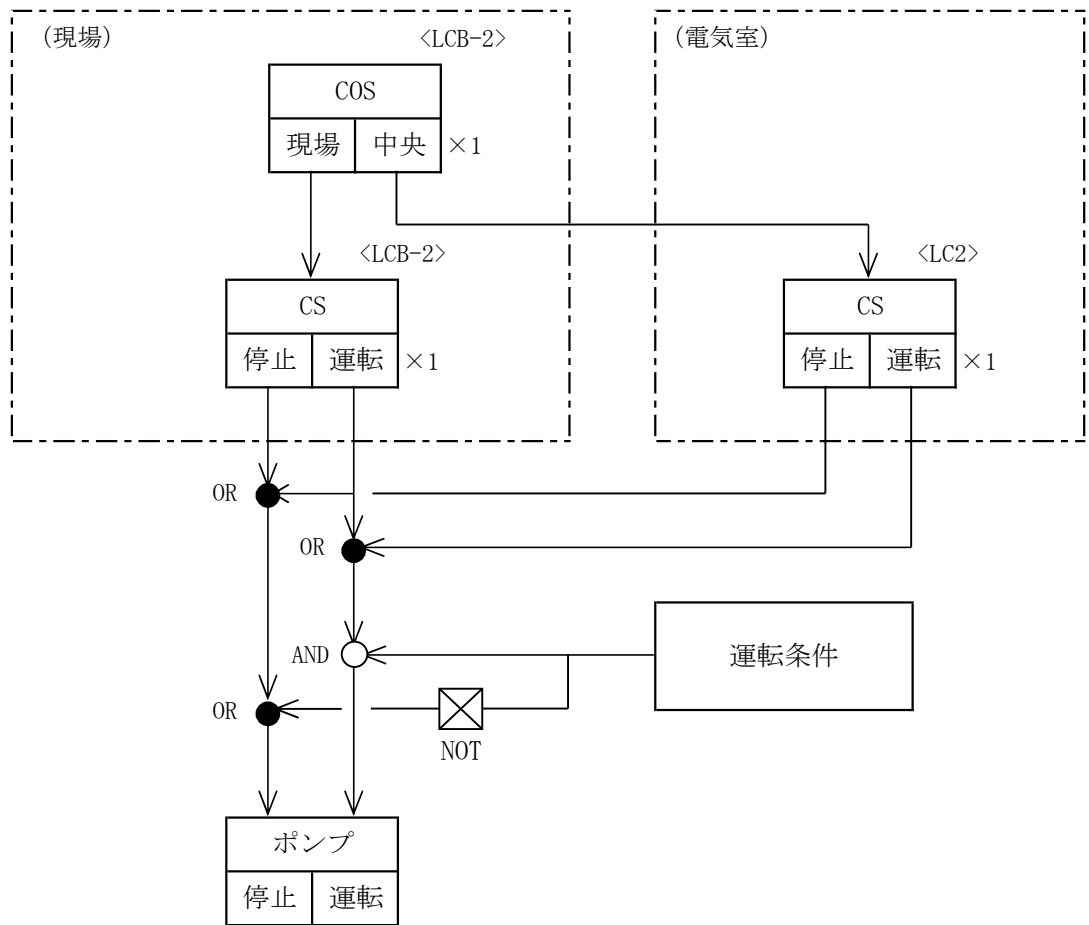 (現場)
(電気室)
<LCB-2>
COS
現場 中央 ×1
<LCB-2>
<LC2>
CS
CS
停止 運転 ×1
停止 運転 ×1
OR
OR
AND
運転条件
OR
NOT
ポンプ
停止 運転